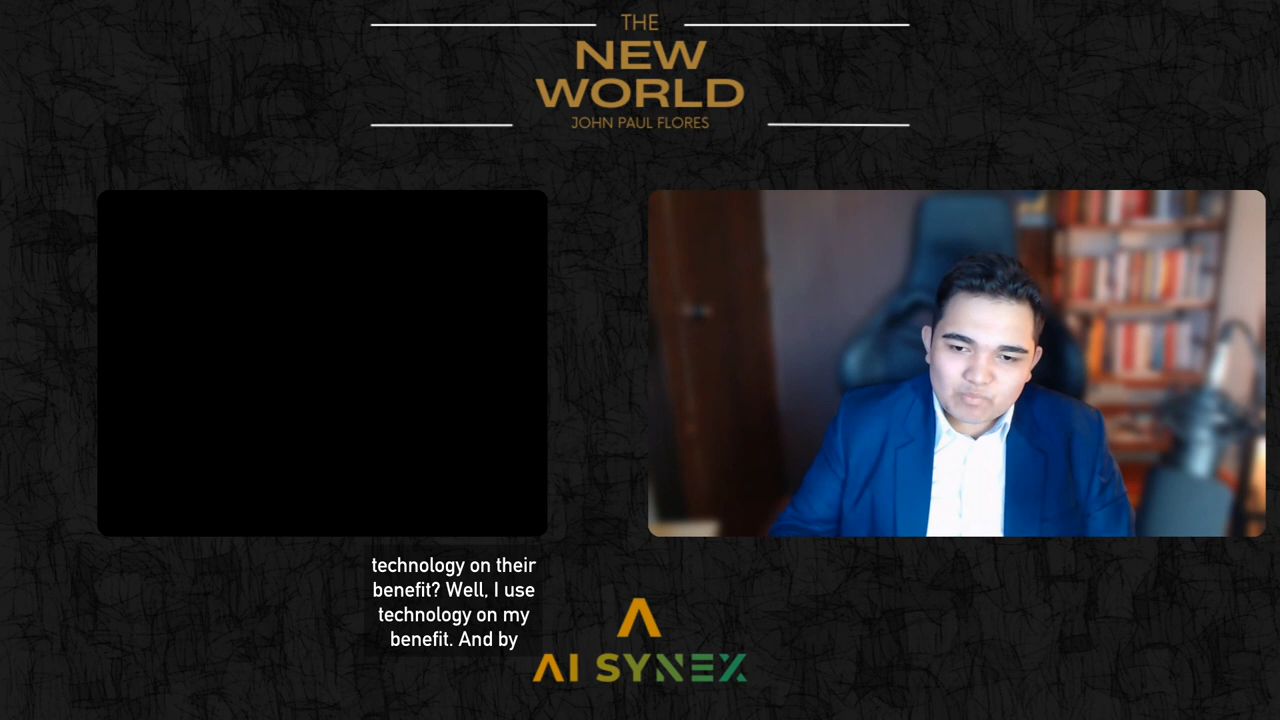 THE
NEW
WORLD
JOHN PAUL FLORES
technology on their
benefit? Well, I use
technology on my
benefit. And by
AI SYNEX